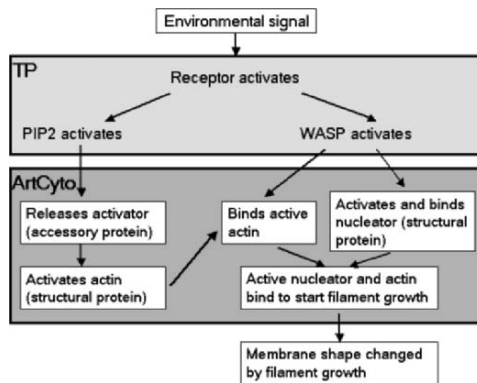 Environmental signal
TP
Receptor activates
PIP2 activates
WASP activates
ArtCyto
Releases activator
(accessory protein)
Binds active
actin
Activates and binds
nucleator (structural
protein)
Activates actin
(structural protein)
Active nucleator and actin
bind to start filament growth
Membrane shape changed
by filament growth